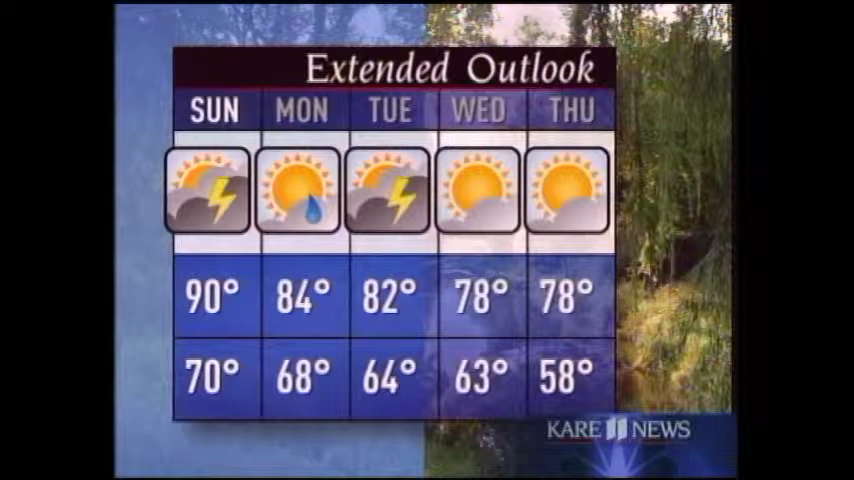 Extended Outlook
SUN MON TUE WED THU
90° 84° 82° 78° 78°
70° 68° 64° 63° 58°
KARE 11 NEWS